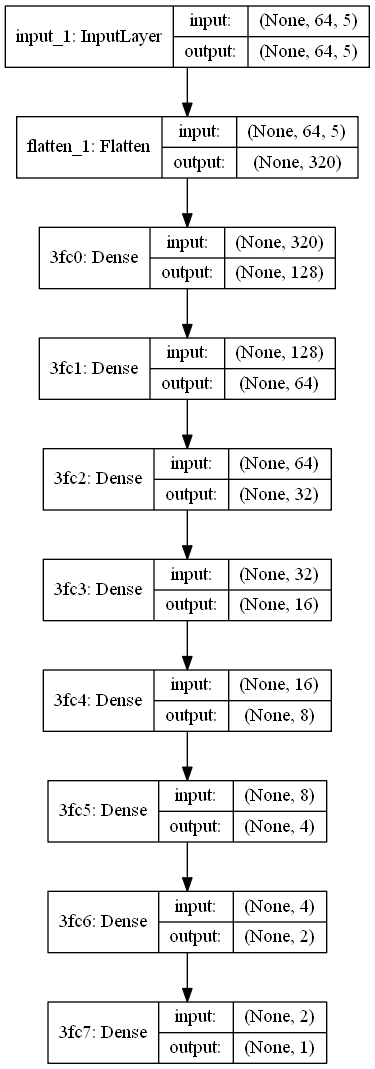 input_1: InputLayer
input: (None, 64, 5)
output: (None, 64, 5)
flatten_1: Flatten
input: (None, 64, 5)
output: (None, 320)
3fc0: Dense
input: (None, 320)
output: (None, 128)
3fc1: Dense
input: (None, 128)
output: (None, 64)
3fc2: Dense
input: (None, 64)
output: (None, 32)
3fc3: Dense
input: (None, 32)
output: (None, 16)
3fc4: Dense
input: (None, 16)
output: (None, 8)
3fc5: Dense
input: (None, 8)
output: (None, 4)
3fc6: Dense
input: (None, 4)
output: (None, 2)
3fc7: Dense
input: (None, 2)
output: (None, 1)